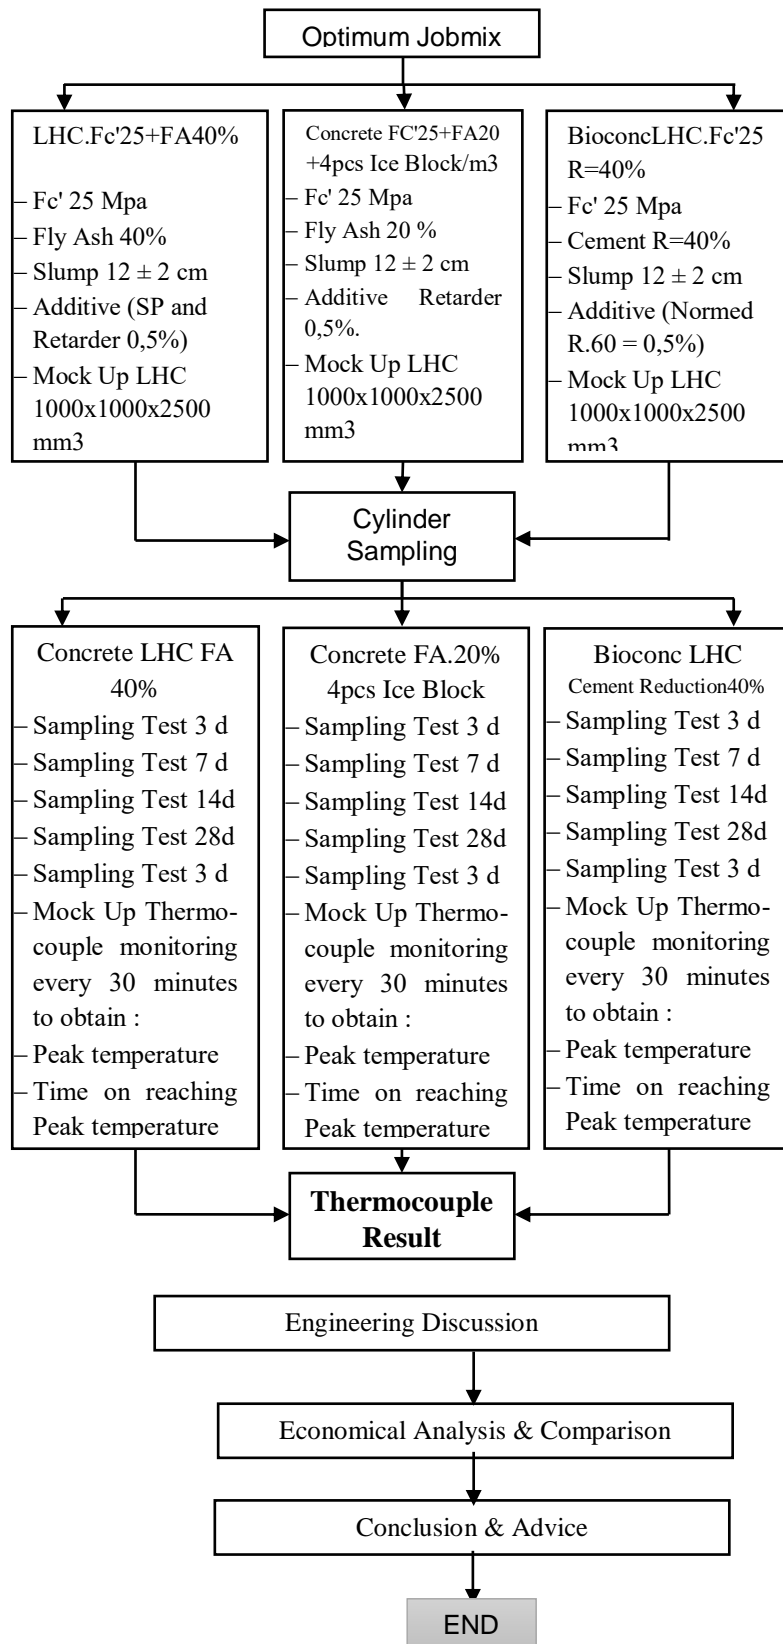 Optimum Jobmix
LHC.Fc'25+FA40%
– Fc' 25 Mpa
– Fly Ash 40%
– Slump 12 ± 2 cm
– Additive (SP and
Retarder 0,5%)
– Mock Up LHC
1000x1000x2500
mm3
Concrete FC'25+FA20
+4pcs Ice Block/m3
– Fc' 25 Mpa
– Fly Ash 20 %
– Slump 12 ± 2 cm
– Additive Retarder
0,5%.
– Mock Up LHC
1000x1000x2500
mm3
BioconcLHC.Fc'25
R=40%
– Fc' 25 Mpa
– Cement R=40%
– Slump 12 ± 2 cm
– Additive (Normed
R.60 = 0,5%)
– Mock Up LHC
1000x1000x2500
mm3
Cylinder
Sampling
Concrete LHC FA
40%
– Sampling Test 3 d
– Sampling Test 7 d
– Sampling Test 14d
– Sampling Test 28d
– Sampling Test 3 d
– Mock Up Thermo-
couple monitoring
every 30 minutes
to obtain :
– Peak temperature
– Time on reaching
Peak temperature
Concrete FA.20%
4pcs Ice Block
– Sampling Test 3 d
– Sampling Test 7 d
– Sampling Test 14d
– Sampling Test 28d
– Sampling Test 3 d
– Mock Up Thermo-
couple monitoring
every 30 minutes
to obtain :
– Peak temperature
– Time on reaching
Peak temperature
Bioconc LHC
Cement Reduction40%
– Sampling Test 3 d
– Sampling Test 7 d
– Sampling Test 14d
– Sampling Test 28d
– Sampling Test 3 d
– Mock Up Thermo-
couple monitoring
every 30 minutes
to obtain :
– Peak temperature
– Time on reaching
Peak temperature
Thermocouple
Result
Engineering Discussion
Economical Analysis & Comparison
Conclusion & Advice
END